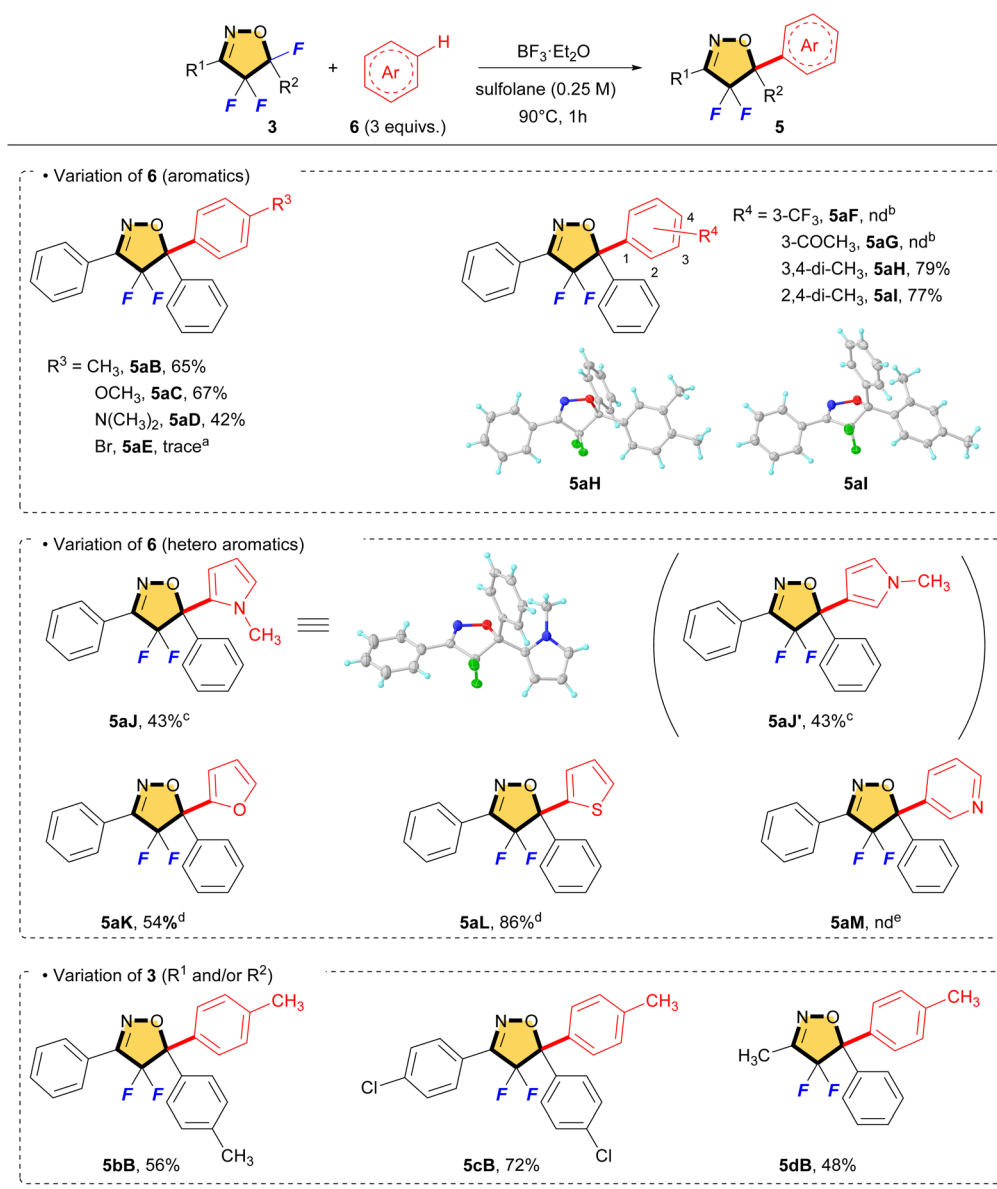 N O F R1 R2 F F 3
+
Ar H
6 (3 equivs.)
BF3·Et2O
sulfolane (0.25 M)
90°C, 1h
N O Ar R1 R2 F F 5
• Variation of 6 (aromatics)
N O R3 F F
R3 = CH3, 5aB, 65%
OCH3, 5aC, 67%
N(CH3)2, 5aD, 42%
Br, 5aE, tracea
N O 4 R4 1 2 3 F F
R4 = 3-CF3, 5aF, ndb
3-COCH3, 5aG, ndb
3,4-di-CH3, 5aH, 79%
2,4-di-CH3, 5aI, 77%
5aH
5aI
• Variation of 6 (hetero aromatics)
N O N CH3 F F
5aJ, 43%c
N O N CH3 F F
5aJ', 43%c
N O O F F
5aK, 54%d
N O S F F
5aL, 86%d
N O N F F
5aM, nde
• Variation of 3 (R1 and/or R2)
N O CH3 F F CH3
5bB, 56%
N O CH3 Cl F F Cl
5cB, 72%
N O CH3 H3C F F
5dB, 48%